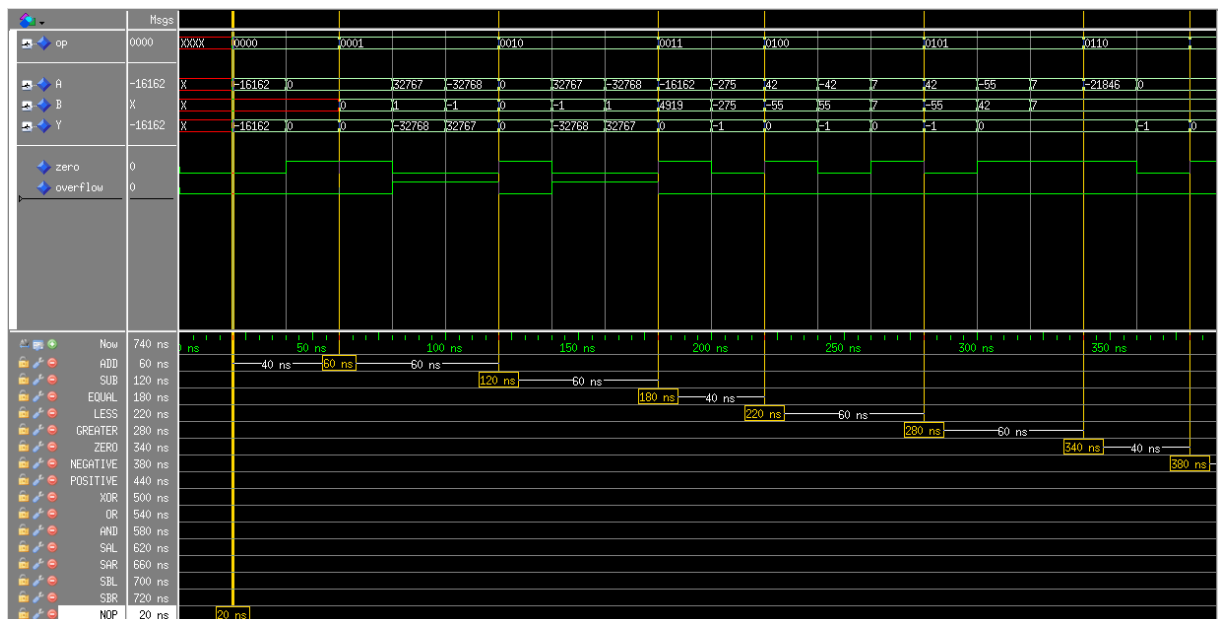 Msgs
op 0000 XXXX 0000 0001 0010 0011 0100 0101 0110
A -16162 X -16162 0 32767 -32768 0 32767 -32768 -16162 -275 42 -42 7 42 -55 7 -21846 0
B X X 0 1 -1 0 -1 1 4919 -275 -55 55 7 -55 42 7
Y -16162 X -16162 0 0 -32768 32767 0 -32768 32767 0 -1 0 -1 0 -1 0 -1 0
zero 0
overflow 0
Now 740 ns ns 50 ns 100 ns 150 ns 200 ns 250 ns 300 ns 350 ns
ADD 60 ns 40 ns 60 ns 60 ns
SUB 120 ns 120 ns 60 ns
EQUAL 180 ns 180 ns 40 ns
LESS 220 ns 220 ns 60 ns
GREATER 280 ns 280 ns 60 ns
ZERO 340 ns 340 ns 40 ns
NEGATIVE 380 ns 380 ns
POSITIVE 440 ns
XOR 500 ns
OR 540 ns
AND 580 ns
SAL 620 ns
SAR 660 ns
SBL 700 ns
SBR 720 ns
NOP 20 ns 20 ns